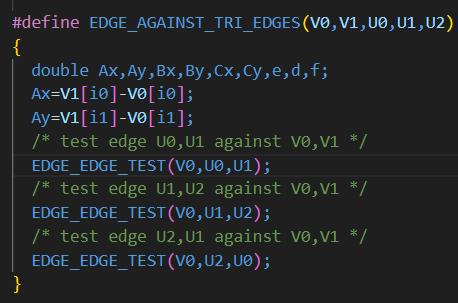 #define EDGE_AGAINST_TRI_EDGES(V0,V1,U0,U1,U2)
{
double Ax,Ay,Bx,By,Cx,Cy,e,d,f;
Ax=V1[i0]-V0[i0];
Ay=V1[i1]-V0[i1];
/* test edge U0,U1 against V0,V1 */
EDGE_EDGE_TEST(V0,U0,U1);
/* test edge U1,U2 against V0,V1 */
EDGE_EDGE_TEST(V0,U1,U2);
/* test edge U2,U1 against V0,V1 */
EDGE_EDGE_TEST(V0,U2,U0);
}